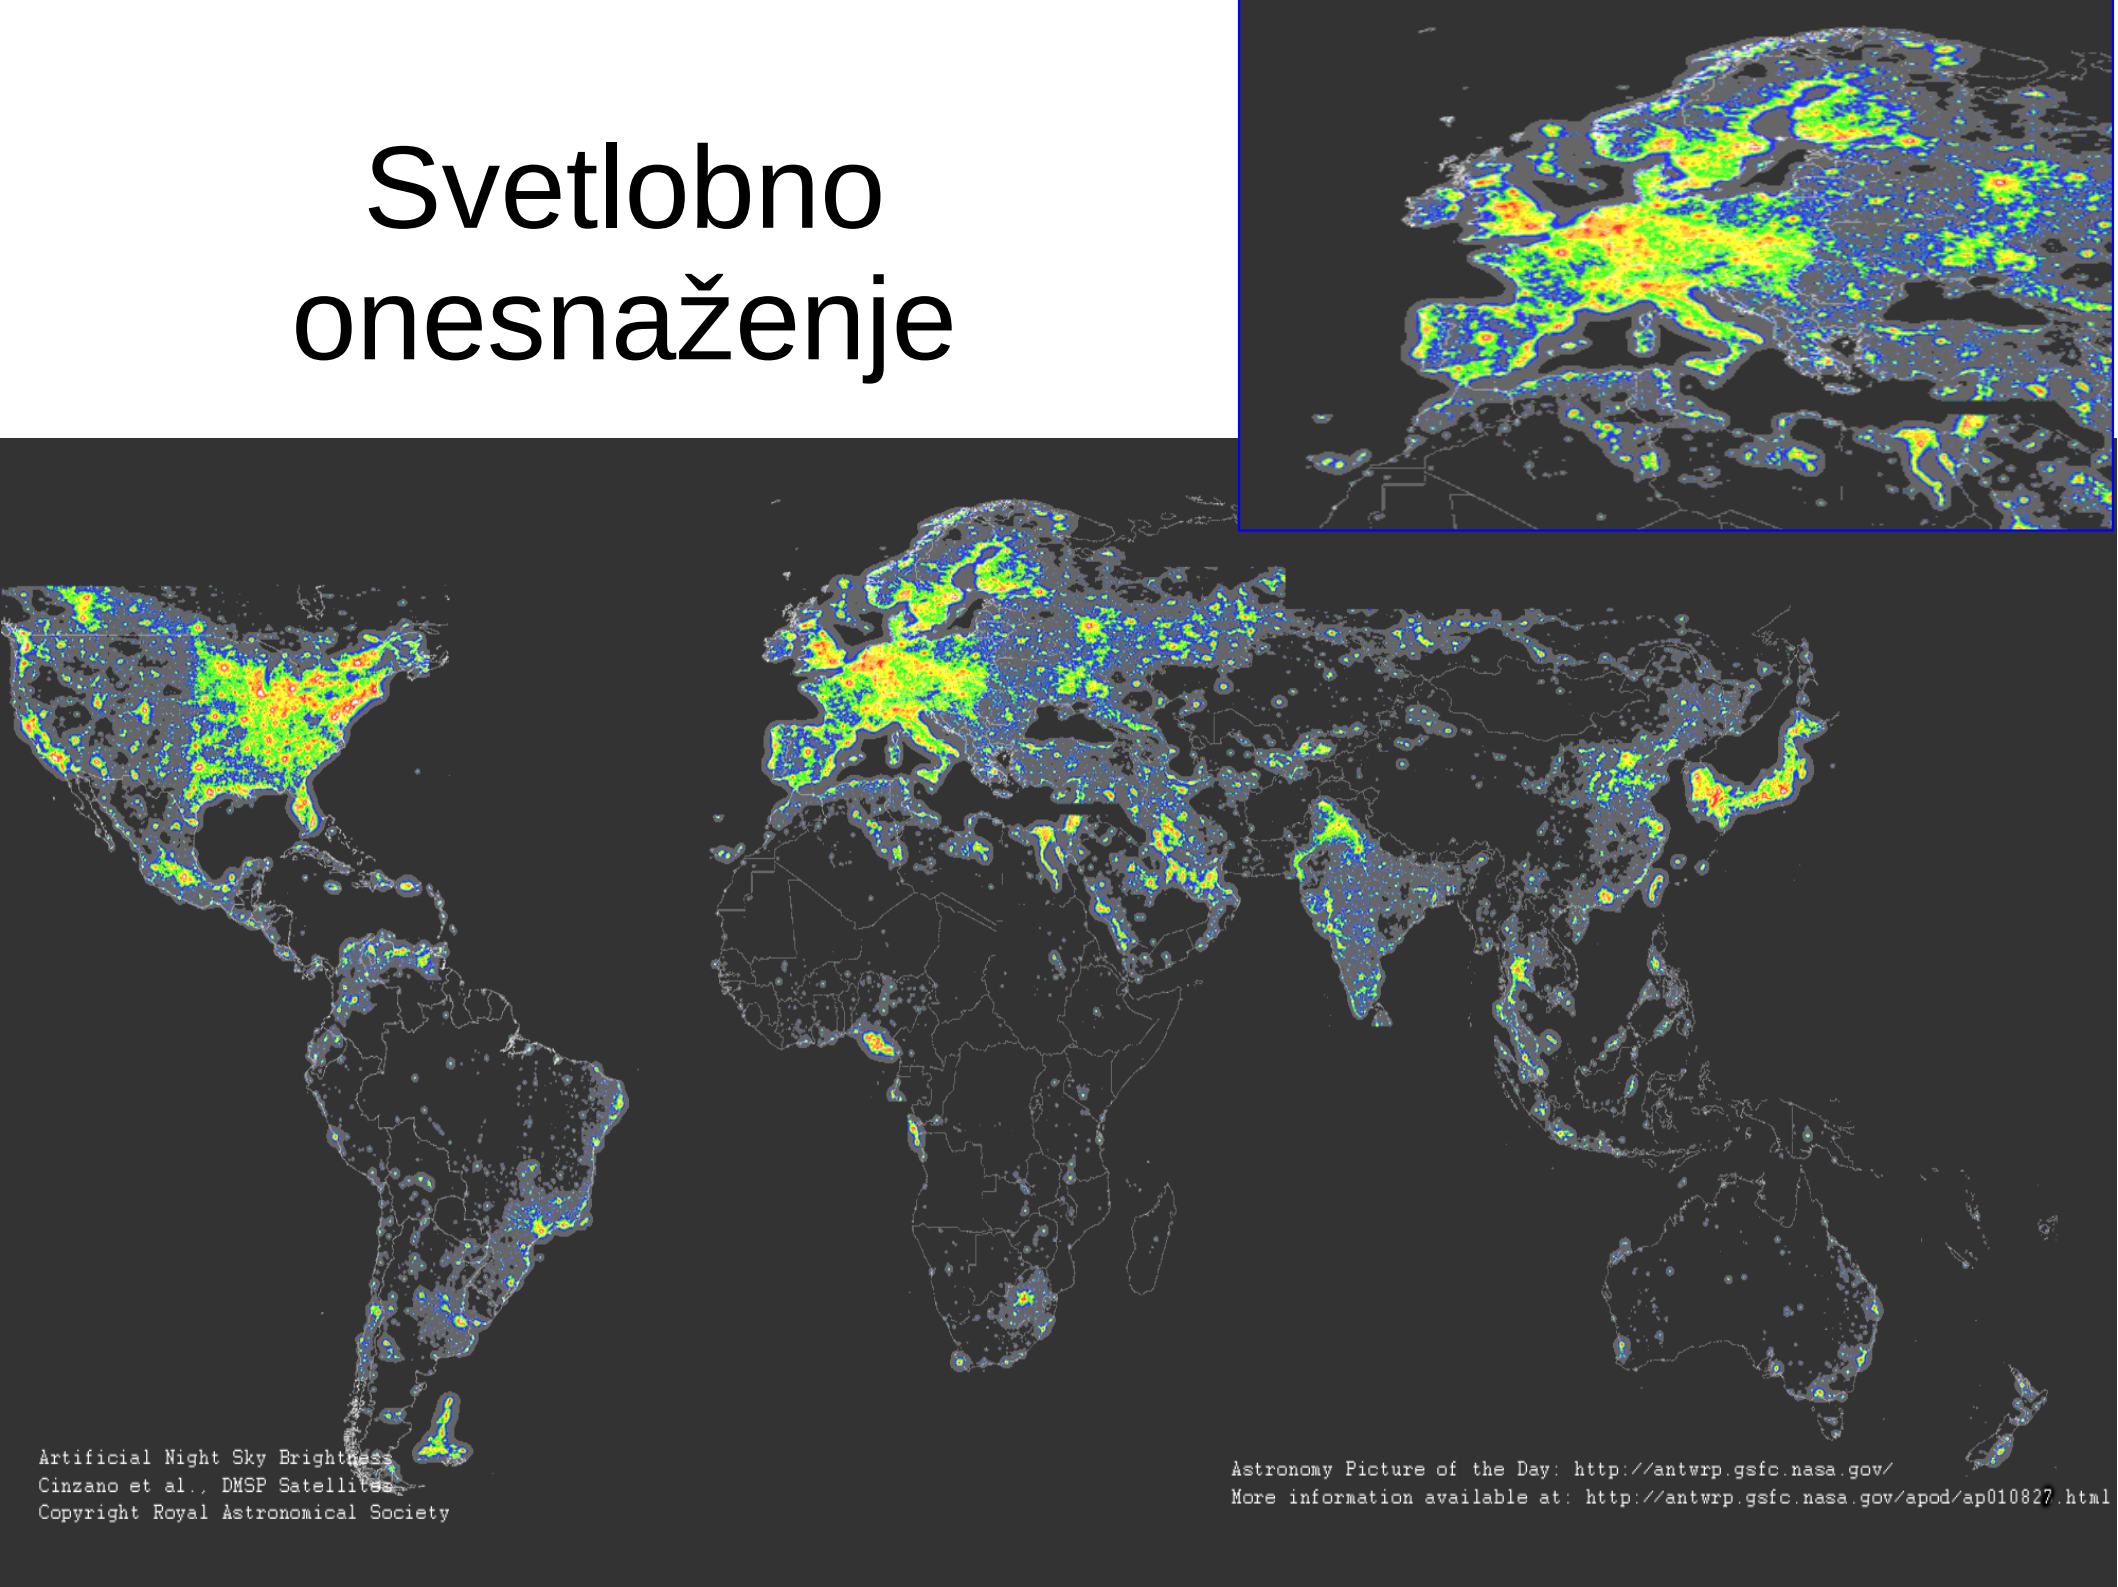 Svetlobno
onesnaženje
Artificial Night Sky Brightness
Cinzano et al., DMSP Satellites
Copyright Royal Astronomical Society
Astronomy Picture of the Day: http://antwrp.gsfc.nasa.gov/
More information available at: http://antwrp.gsfc.nasa.gov/apod/ap010827.html